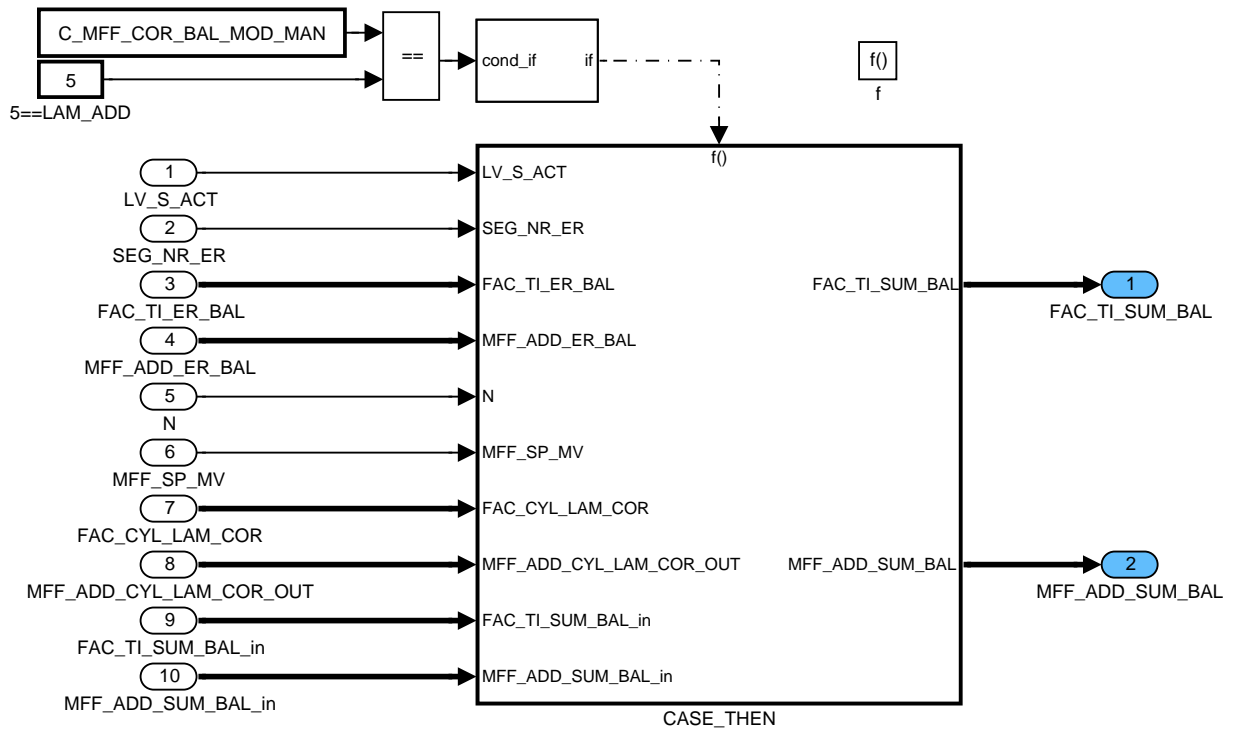 C_MFF_COR_BAL_MOD_MAN
==
cond_if
if
f()
5
5==LAM_ADD
f
f()
1
LV_S_ACT
LV_S_ACT
2
SEG_NR_ER
SEG_NR_ER
3
FAC_TI_ER_BAL
FAC_TI_SUM_BAL
1
FAC_TI_ER_BAL
FAC_TI_SUM_BAL
4
MFF_ADD_ER_BAL
MFF_ADD_ER_BAL
5
N
N
6
MFF_SP_MV
MFF_SP_MV
7
FAC_CYL_LAM_COR
FAC_CYL_LAM_COR
8
MFF_ADD_CYL_LAM_COR_OUT
MFF_ADD_SUM_BAL
2
MFF_ADD_CYL_LAM_COR_OUT
MFF_ADD_SUM_BAL
9
FAC_TI_SUM_BAL_in
FAC_TI_SUM_BAL_in
10
MFF_ADD_SUM_BAL_in
MFF_ADD_SUM_BAL_in
CASE_THEN